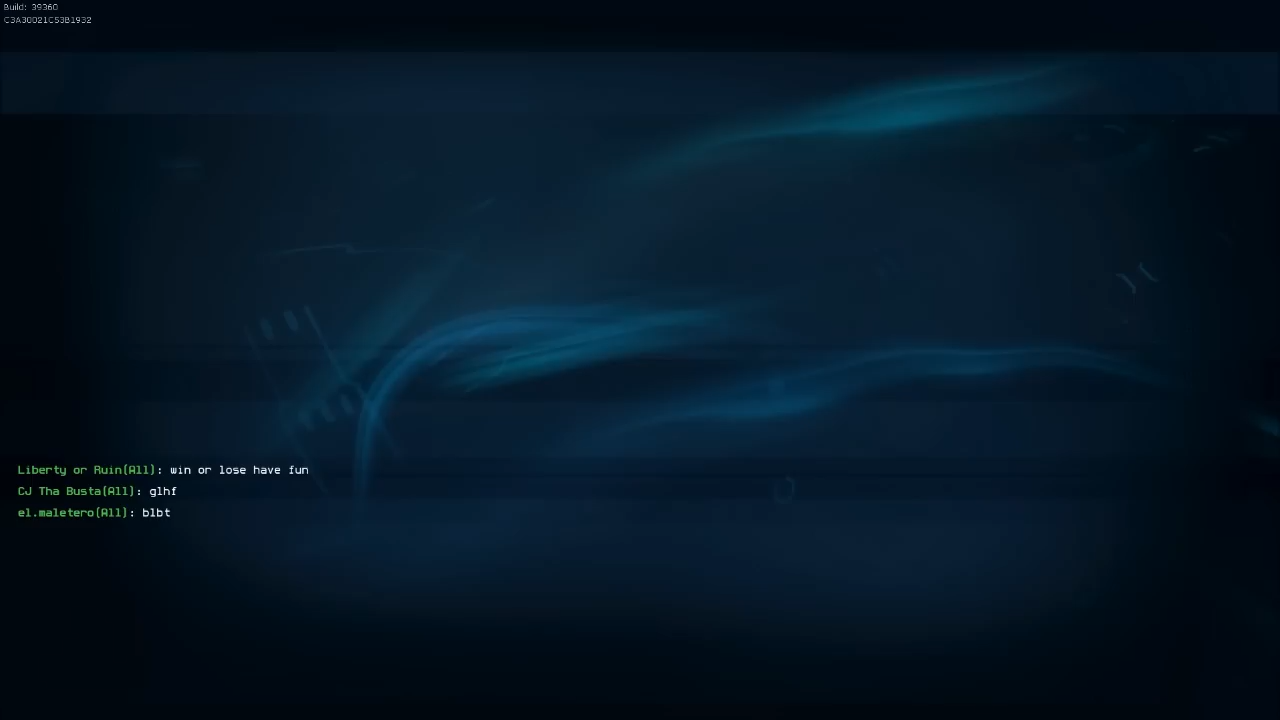 Build: 39360
C3A30021C53B1932
Liberty or Ruin(All): win or lose have fun
CJ Tha Busta(All): glhf
el.maletero(All): blbt